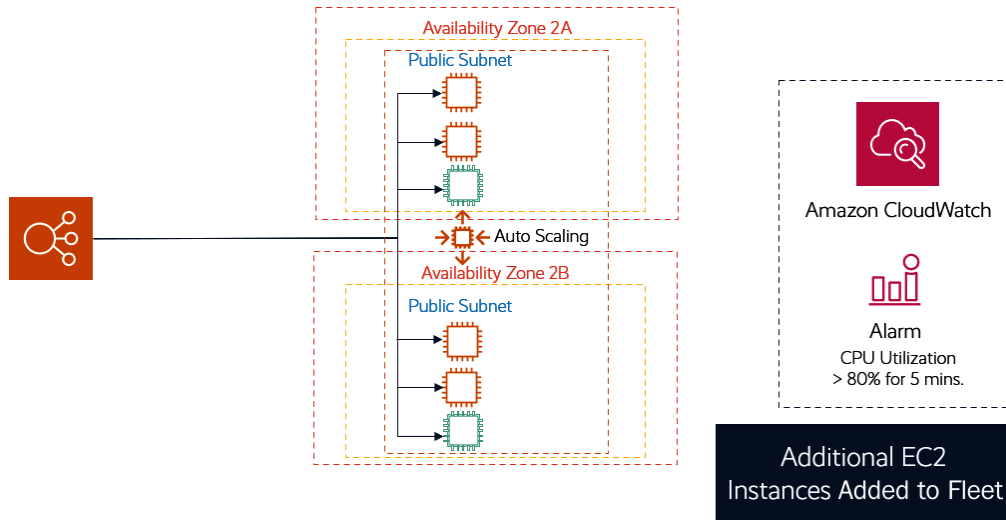 Availability Zone 2A
Public Subnet
Auto Scaling
Availability Zone 2B
Public Subnet
Amazon CloudWatch
Alarm
CPU Utilization
> 80% for 5 mins.
Additional EC2
Instances Added to Fleet